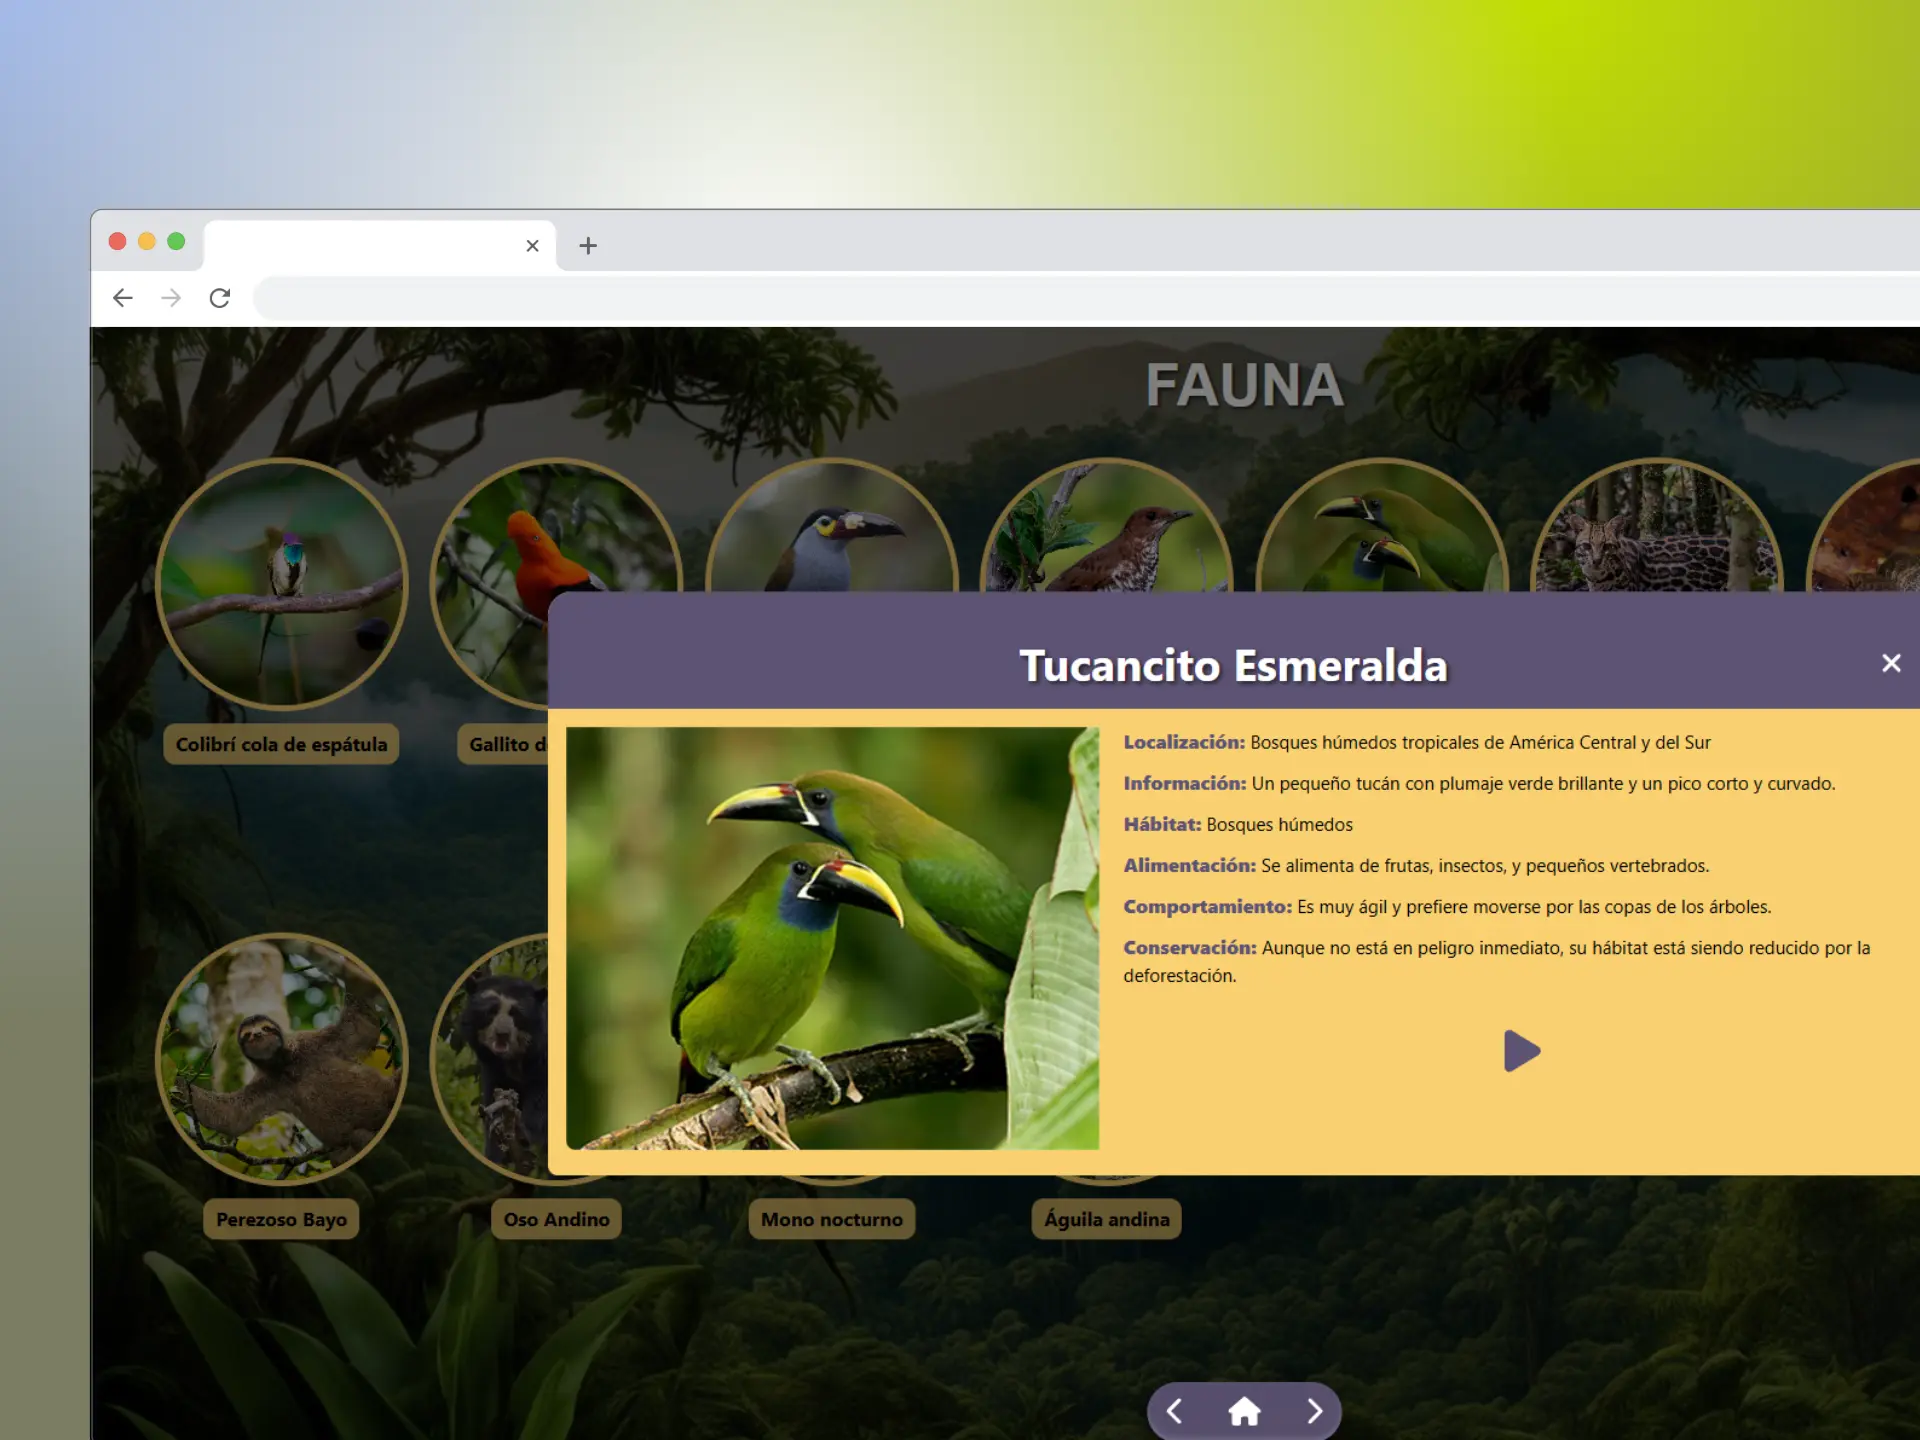 FAUNA
Colibrí cola de espátula
Gallito
Tucancito Esmeralda
Localización: Bosques húmedos tropicales de América Central y del Sur
Información: Un pequeño tucán con plumaje verde brillante y un pico corto y curvado.
Hábitat: Bosques húmedos
Alimentación: Se alimenta de frutas, insectos, y pequeños vertebrados.
Comportamiento: Es muy ágil y prefiere moverse por las copas de los árboles.
Conservación: Aunque no está en peligro inmediato, su hábitat está siendo reducido por la
deforestación.
Perezoso Bayo
Oso Andino
Mono nocturno
Águila andina